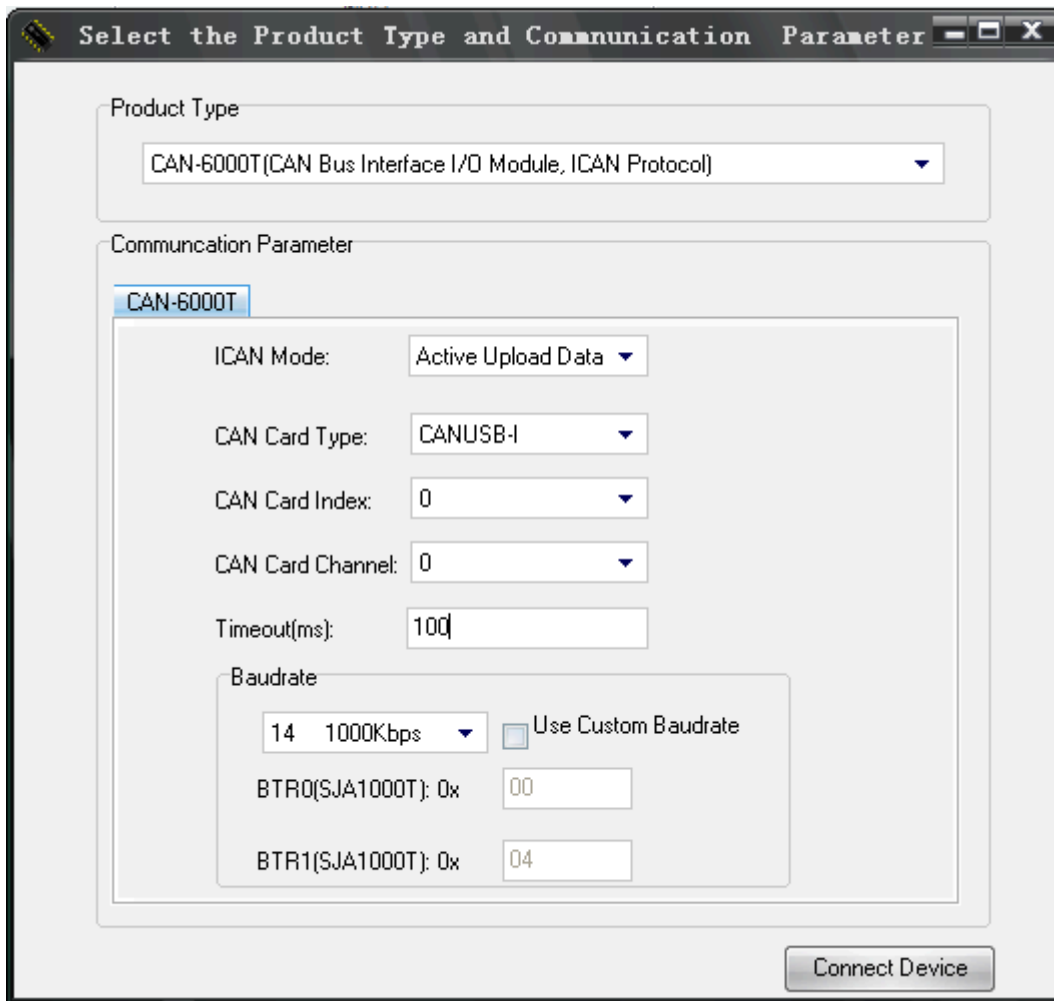 Select the Product Type and Commnunication Parameter
Product Type
CAN-6000T(CAN Bus Interface I/O Module, ICAN Protocol)
Communcation Parameter
CAN-6000T
ICAN Mode: Active Upload Data
CAN Card Type: CANUSB-I
CAN Card Index: 0
CAN Card Channel: 0
Timeout(ms): 100
Baudrate
14 1000Kbps Use Custom Baudrate
BTR0(SJA1000T): 0x 00
BTR1(SJA1000T): 0x 04
Connect Device